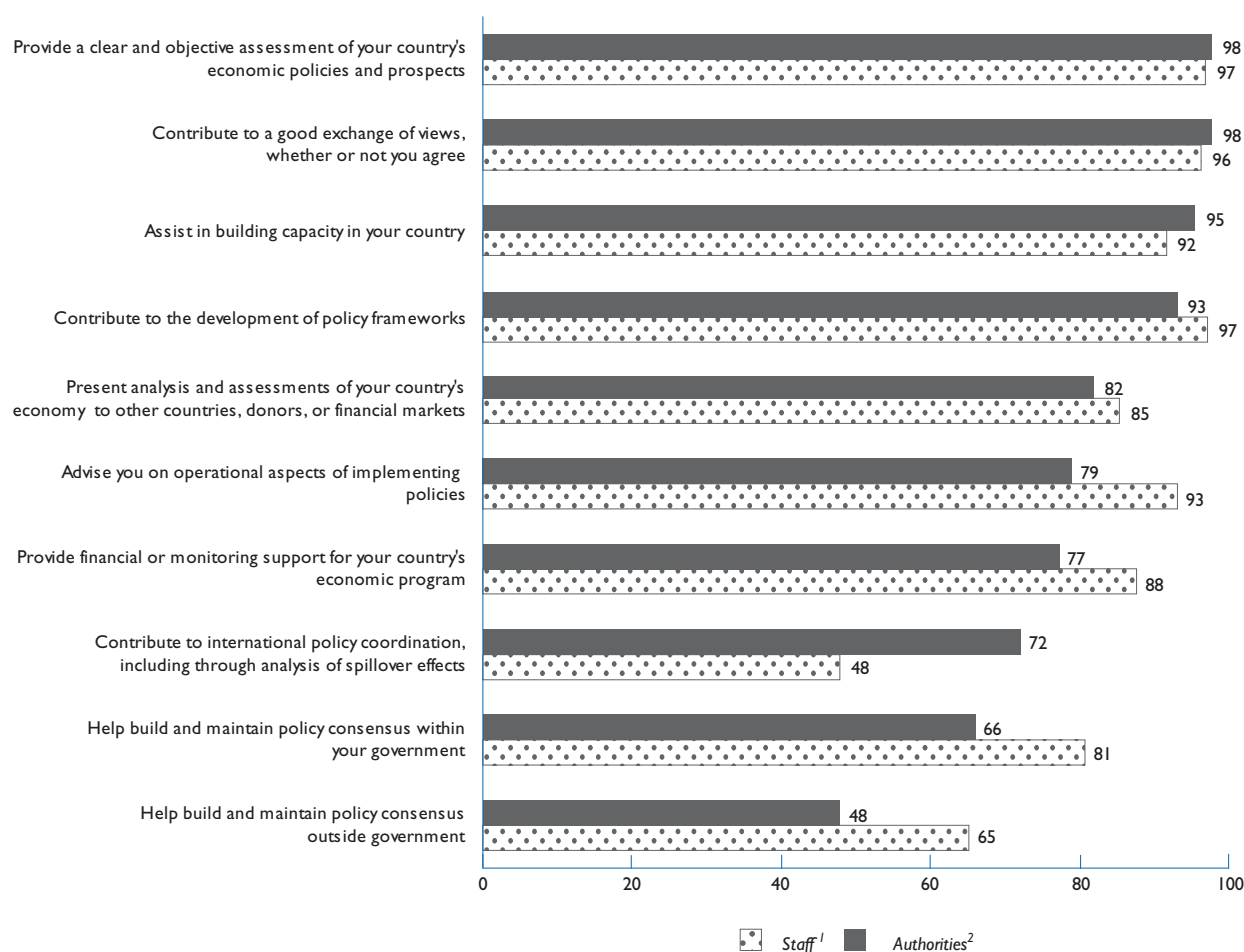 Provide a clear and objective assessment of your country's
economic policies and prospects
98
97
Contribute to a good exchange of views,
whether or not you agree
98
96
Assist in building capacity in your country
95
92
Contribute to the development of policy frameworks
93
97
Present analysis and assessments of your country's
economy to other countries, donors, or financial markets
82
85
Advise you on operational aspects of implementing
policies
79
93
Provide financial or monitoring support for your country's
economic program
77
88
Contribute to international policy coordination,
including through analysis of spillover effects
72
48
Help build and maintain policy consensus within
your government
66
81
Help build and maintain policy consensus
outside government
48
65
0 20 40 60 80 100
Staff¹ Authorities²